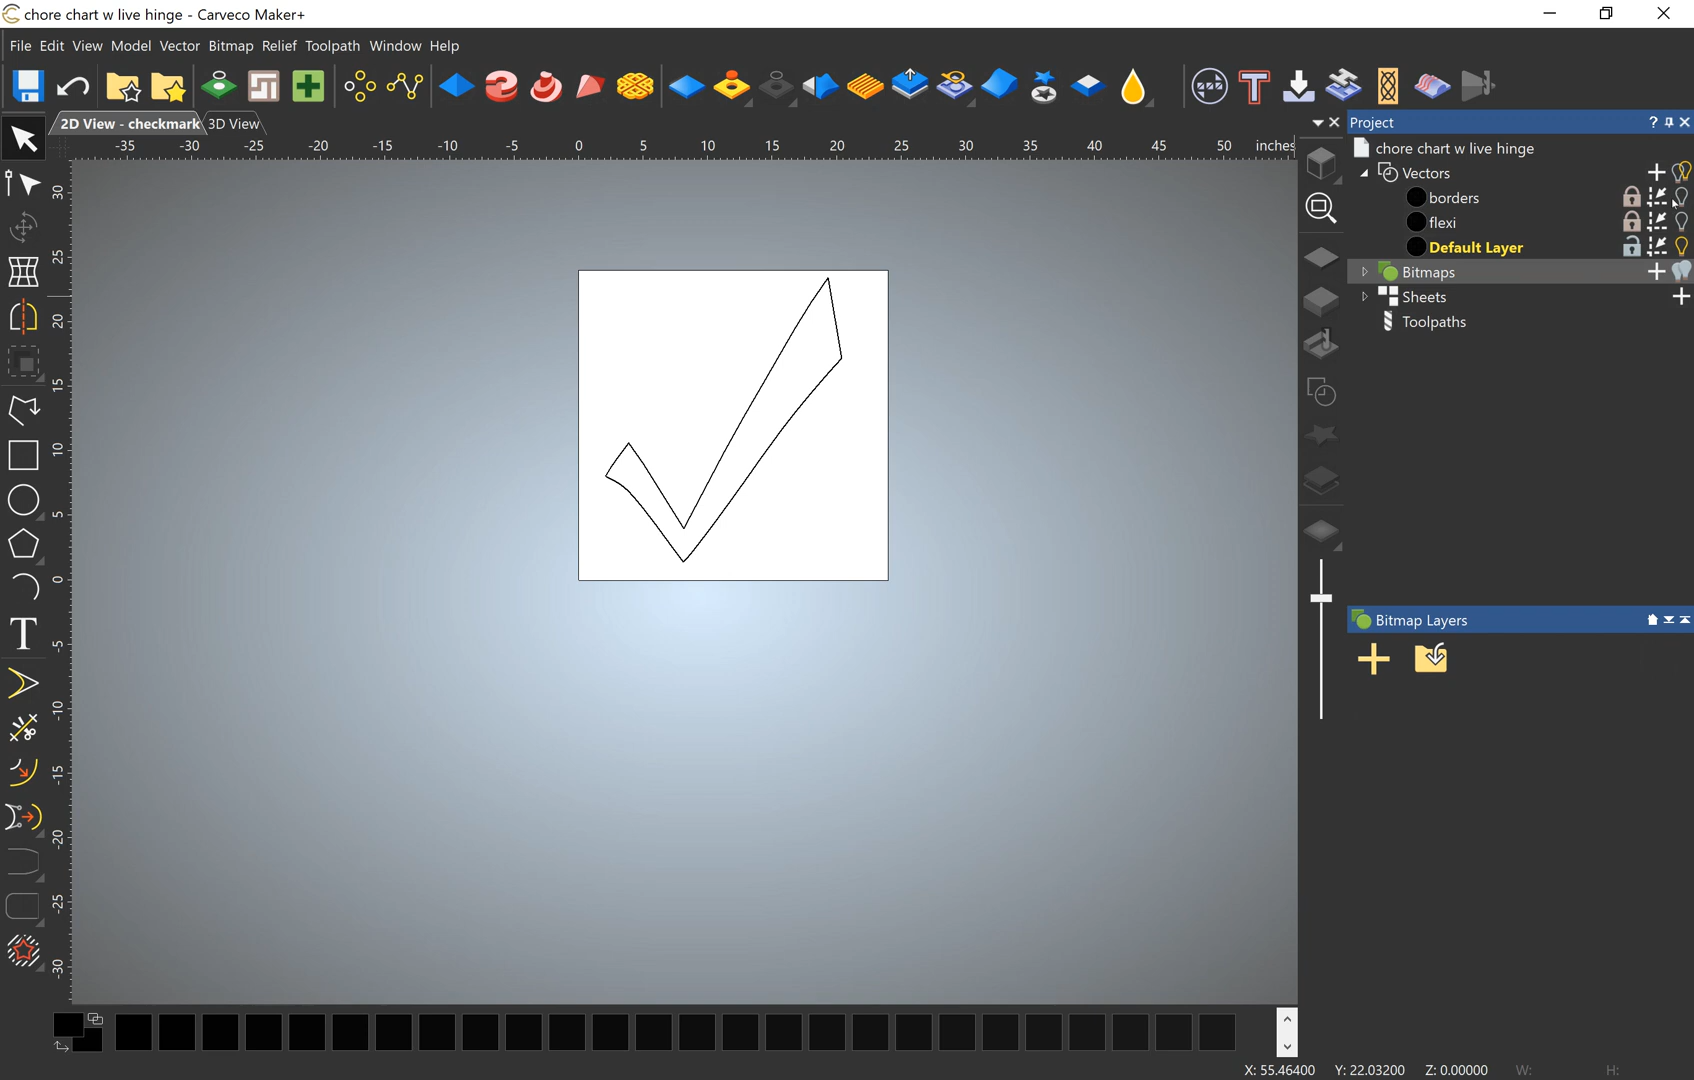 chore chart w live hinge - Carveco Maker+
File Edit View Model Vector Bitmap Relief Toolpath Window Help
2D View - checkmark 3D View
Project ?
-35 -30 -25 -20 -15 -10 -5 0 5 10 15 20 25 30 35 40 45 50 inches
chore chart w live hinge
Vectors
borders
flexi
Default Layer
Bitmaps
Sheets
Toolpaths
30
25
20
15
10
5
0
-5
-10
-15
-20
-25
-30
Bitmap Layers
X: 55.46400 Y: 22.03200 Z: 0.00000 W: H: